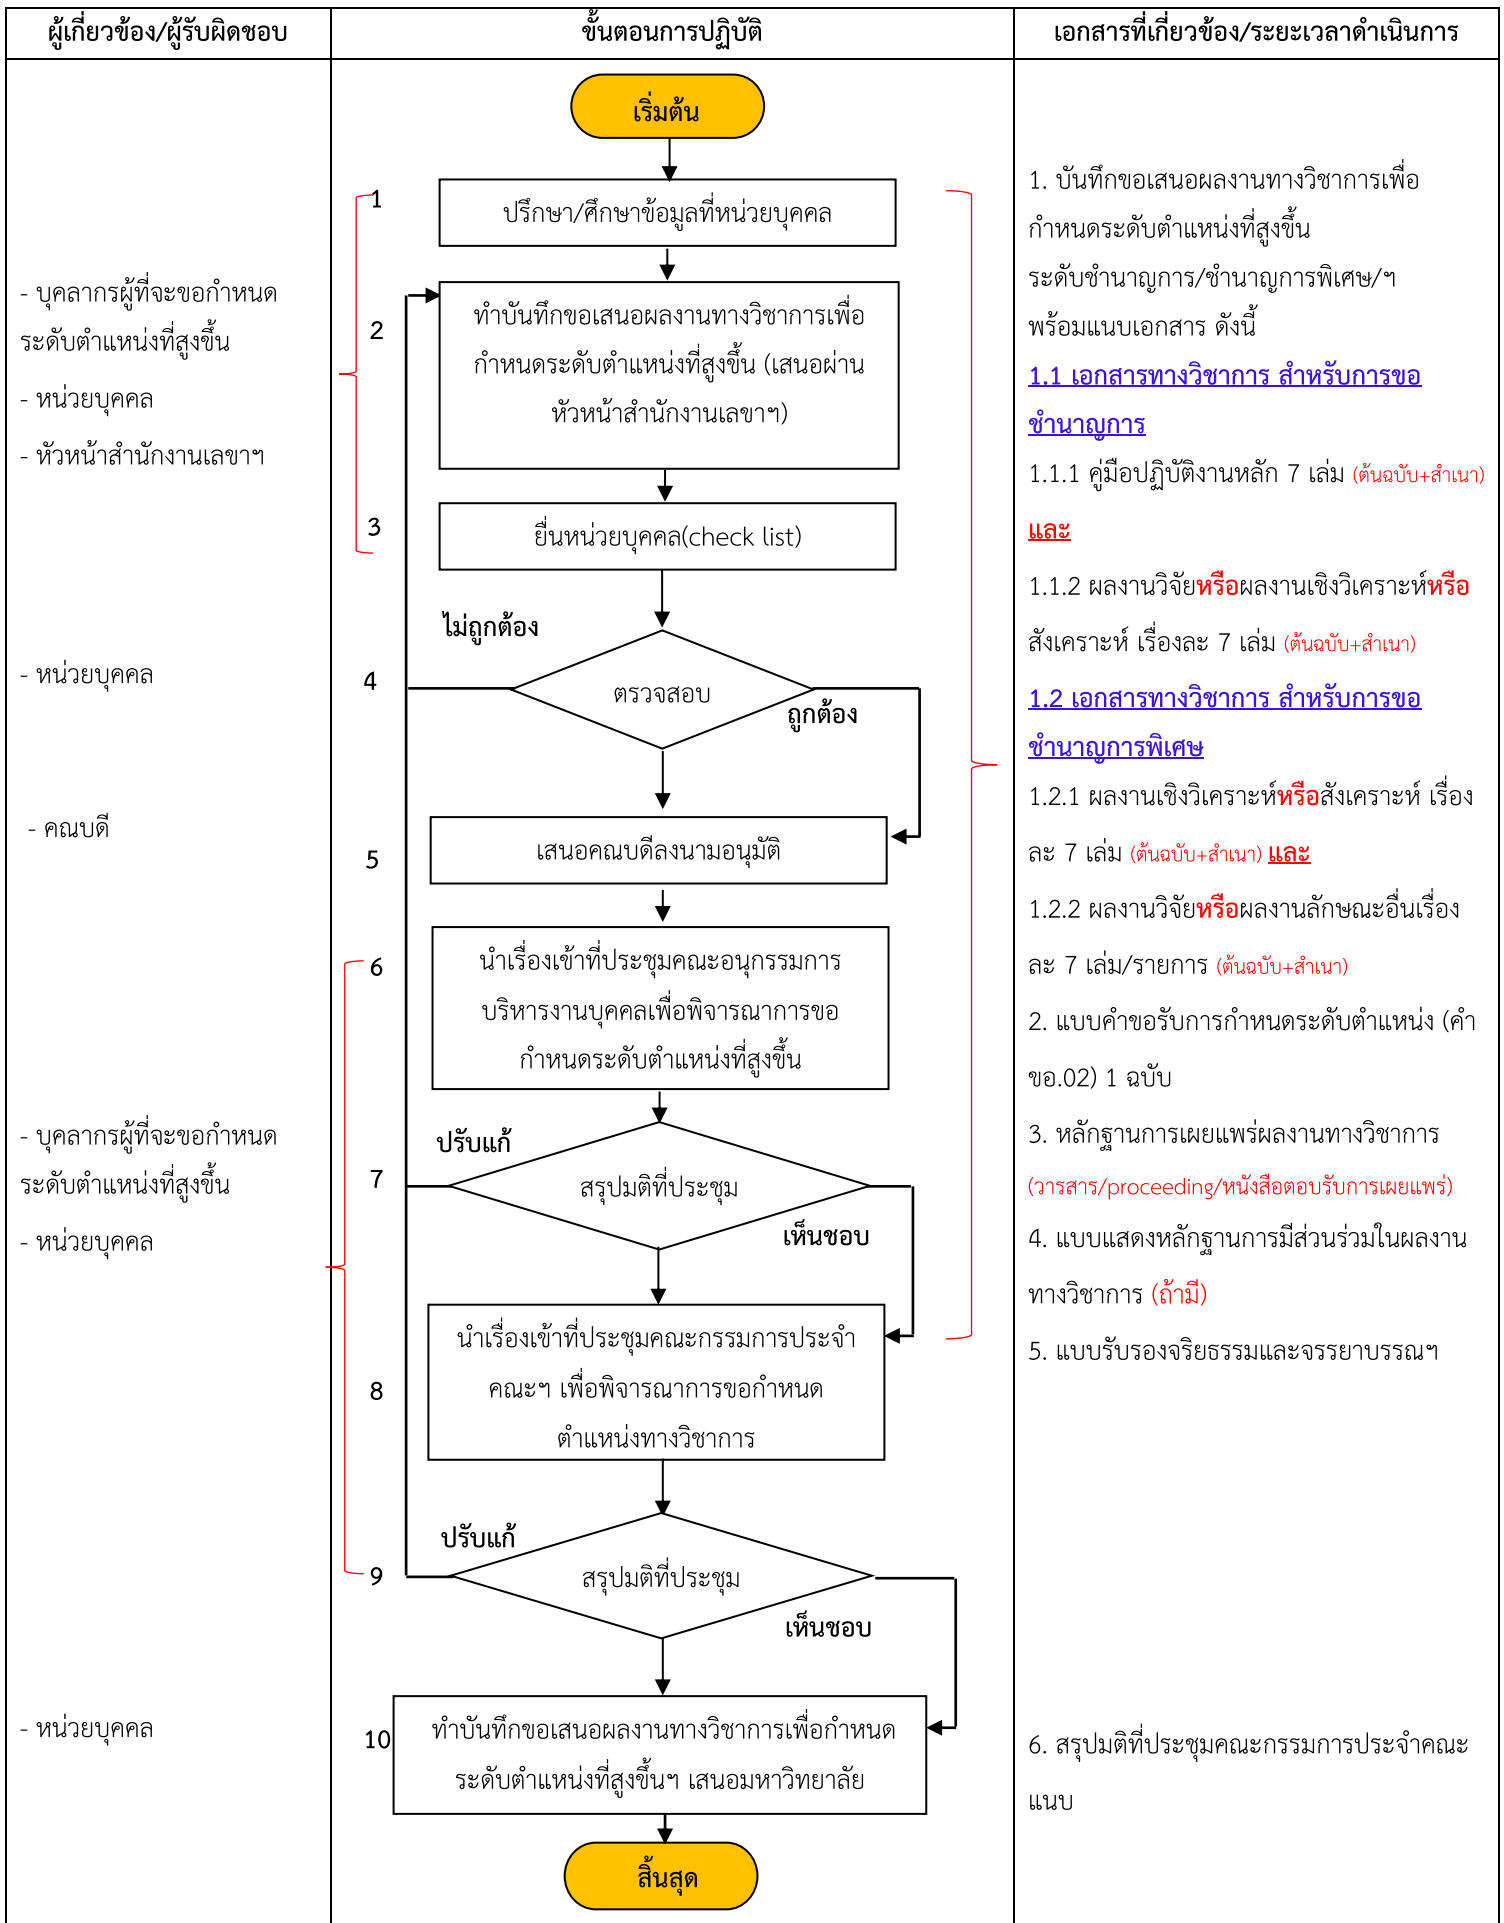 ผู้เกี่ยวข้อง/ผู้รับผิดชอบ
ขั้นตอนการปฏิบัติ
เอกสารที่เกี่ยวข้อง/ระยะเวลาดำเนินการ
- บุคลากรผู้ที่จะขอกำหนด
ระดับตำแหน่งที่สูงขึ้น
- หน่วยบุคคล
- หัวหน้าสำนักงานเลขาฯ
- หน่วยบุคคล
- คณบดี
- บุคลากรผู้ที่จะขอกำหนด
ระดับตำแหน่งที่สูงขึ้น
- หน่วยบุคคล
- หน่วยบุคคล
เริ่มต้น
1
ปรึกษา/ศึกษาข้อมูลที่หน่วยบุคคล
2
ทำบันทึกขอเสนอผลงานทางวิชาการเพื่อ
กำหนดระดับตำแหน่งที่สูงขึ้น (เสนอผ่าน
หัวหน้าสำนักงานเลขาฯ)
3
ยื่นหน่วยบุคคล(check list)
ไม่ถูกต้อง
4
ตรวจสอบ
ถูกต้อง
5
เสนอคณบดีลงนามอนุมัติ
6
นำเรื่องเข้าที่ประชุมคณะอนุกรรมการ
บริหารงานบุคคลเพื่อพิจารณาการขอ
กำหนดระดับตำแหน่งที่สูงขึ้น
ปรับแก้
7
สรุปมติที่ประชุม
เห็นชอบ
นำเรื่องเข้าที่ประชุมคณะกรรมการประจำ
8
คณะฯ เพื่อพิจารณาการขอกำหนด
ตำแหน่งทางวิชาการ
ปรับแก้
9
สรุปมติที่ประชุม
เห็นชอบ
10
ทำบันทึกขอเสนอผลงานทางวิชาการเพื่อกำหนด
ระดับตำแหน่งที่สูงขึ้นฯ เสนอมหาวิทยาลัย
สิ้นสุด
1. บันทึกขอเสนอผลงานทางวิชาการเพื่อ
กำหนดระดับตำแหน่งที่สูงขึ้น
ระดับชำนาญการ/ชำนาญการพิเศษ/ฯ
พร้อมแนบเอกสาร ดังนี้
1.1 เอกสารทางวิชาการ สำหรับการขอ
ชำนาญการ
1.1.1 คู่มือปฏิบัติงานหลัก 7 เล่ม (ต้นฉบับ+สำเนา)
และ
1.1.2 ผลงานวิจัยหรือผลงานเชิงวิเคราะห์หรือ
สังเคราะห์ เรื่องละ 7 เล่ม (ต้นฉบับ+สำเนา)
1.2 เอกสารทางวิชาการ สำหรับการขอ
ชำนาญการพิเศษ
1.2.1 ผลงานเชิงวิเคราะห์หรือสังเคราะห์ เรื่อง
ละ 7 เล่ม (ต้นฉบับ+สำเนา) และ
1.2.2 ผลงานวิจัยหรือผลงานลักษณะอื่นเรื่อง
ละ 7 เล่ม/รายการ (ต้นฉบับ+สำเนา)
2. แบบคำขอรับการกำหนดระดับตำแหน่ง (คำ
ขอ.02) 1 ฉบับ
3. หลักฐานการเผยแพร่ผลงานทางวิชาการ
(วารสาร/proceeding/หนังสือตอบรับการเผยแพร่)
4. แบบแสดงหลักฐานการมีส่วนร่วมในผลงาน
ทางวิชาการ (ถ้ามี)
5. แบบรับรองจริยธรรมและจรรยาบรรณฯ
6. สรุปมติที่ประชุมคณะกรรมการประจำคณะ
แนบ